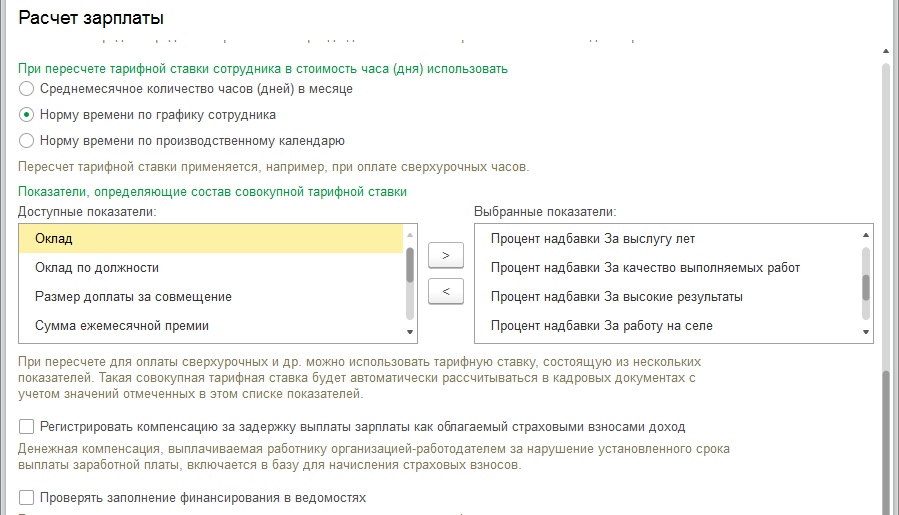 Расчет зарплаты
При пересчете тарифной ставки сотрудника в стоимость часа (дня) использовать
Среднемесячное количество часов (дней) в месяце
Норму времени по графику сотрудника
Норму времени по производственному календарю
Пересчет тарифной ставки применяется, например, при оплате сверхурочных часов.
Показатели, определяющие состав совокупной тарифной ставки
Доступные показатели:
Оклад
Оклад по должности
Размер доплаты за совмещение
Сумма ежемесячной премии
>
<
Выбранные показатели:
Процент надбавки За выслугу лет
Процент надбавки За качество выполняемых работ
Процент надбавки За высокие результаты
Процент надбавки За работу на селе
При пересчете для оплаты сверхурочных и др. можно использовать тарифную ставку, состоящую из нескольких
показателей. Такая совокупная тарифная ставка будет автоматически рассчитываться в кадровых документах с
учетом значений отмеченных в этом списке показателей.
Регистрировать компенсацию за задержку выплаты зарплаты как облагаемый страховыми взносами доход
Денежная компенсация, выплачиваемая работнику организацией-работодателем за нарушение установленного срока
выплаты заработной платы, включается в базу для начисления страховых взносов.
Проверять заполнение финансирования в ведомостях